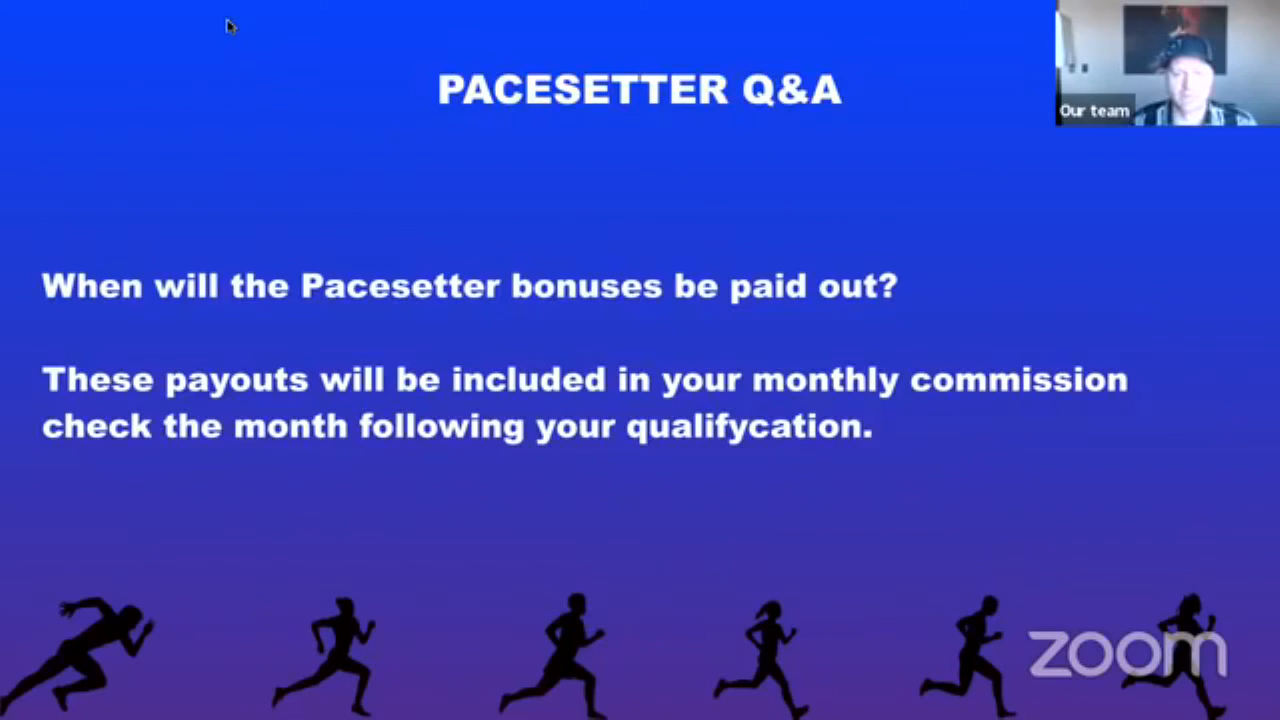 PACESETTER Q&A
Our team
When will the Pacesetter bonuses be paid out?
These payouts will be included in your monthly commission
check the month following your qualifycation.
zoom